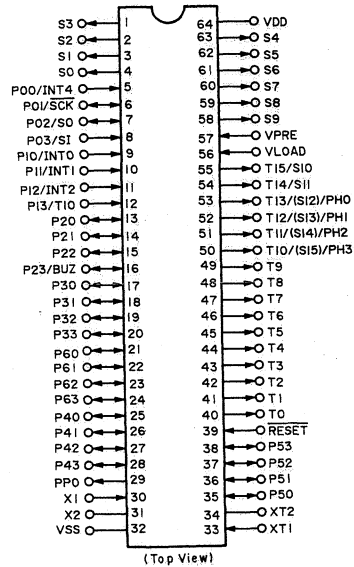 S3 1 64 VDD
S2 2 63 S4
S1 3 62 S5
S0 4 61 S6
P00/INT4 5 60 S7
P01/SCK 6 59 S8
P02/SO 7 58 S9
P03/SI 8 57 VPRE
P10/INT0 9 56 VLOAD
P11/INT1 10 55 T15/S10
P12/INT2 11 54 T14/S11
P13/TI0 12 53 T13/(S12)/PH0
P20 13 52 T12/(S13)/PH1
P21 14 51 T11/(S14)/PH2
P22 15 50 T10/(S15)/PH3
P23/BUZ 16 49 T9
P30 17 48 T8
P31 18 47 T7
P32 19 46 T6
P33 20 45 T5
P60 21 44 T4
P61 22 43 T3
P62 23 42 T2
P63 24 41 T1
P40 25 40 T0
P41 26 39 RESET
P42 27 38 P53
P43 28 37 P52
PP0 29 36 P51
X1 30 35 P50
X2 31 34 XT2
VSS 32 33 XT1
(Top View)